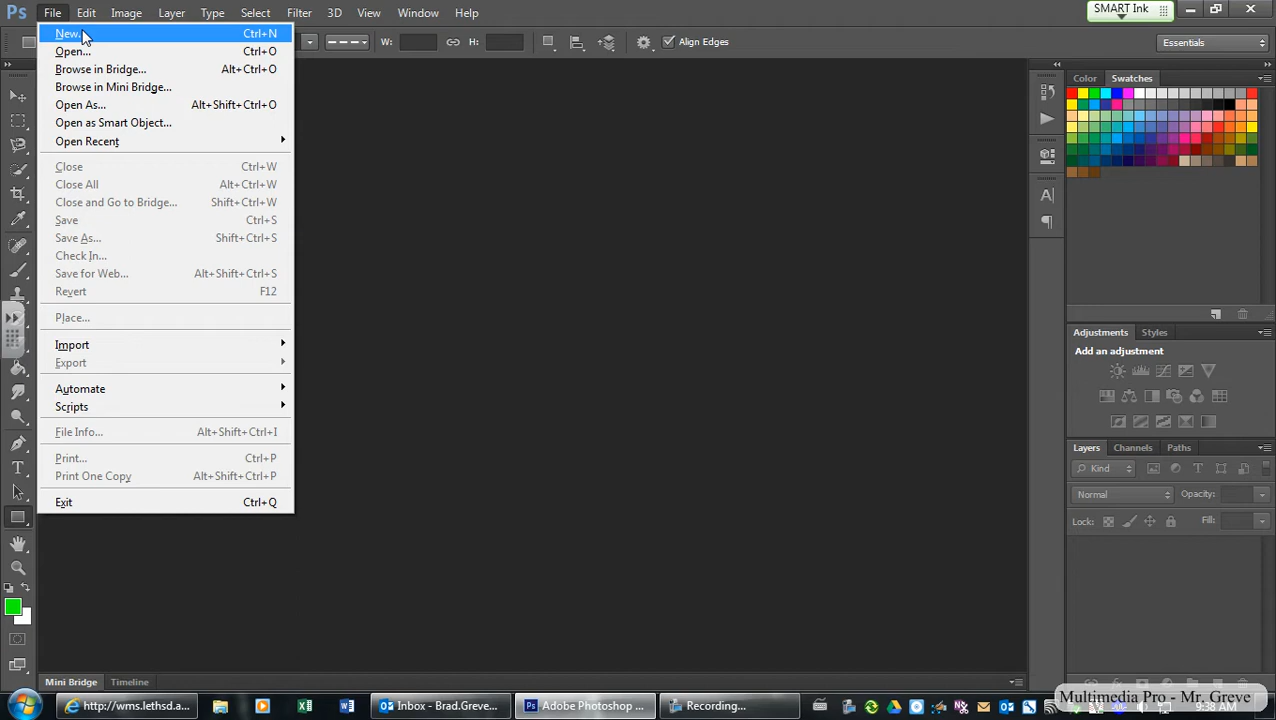 Ps File Edit Image Layer Type Select Filter 3D View Window Help SMART Ink
W: H: Align Edges Essentials
New... Ctrl+N
Open... Ctrl+O
Browse in Bridge... Alt+Ctrl+O
Browse in Mini Bridge...
Open As... Alt+Shift+Ctrl+O
Open as Smart Object...
Open Recent
Close Ctrl+W
Close All Alt+Ctrl+W
Close and Go to Bridge... Shift+Ctrl+W
Save Ctrl+S
Save As... Shift+Ctrl+S
Check In...
Save for Web... Alt+Shift+Ctrl+S
Revert F12
Place...
Import
Export
Automate
Scripts
File Info... Alt+Shift+Ctrl+I
Print... Ctrl+P
Print One Copy Alt+Shift+Ctrl+P
Exit Ctrl+Q
Color Swatches
Adjustments Styles
Add an adjustment
Layers Channels Paths
Kind
Normal Opacity:
Lock: Fill:
Mini Bridge Timeline
http://wms.lethsd.a... Inbox - Brandon.... Adobe Photoshop ... Recording...
Multimedia Pro - Mr. Greve
9:38 AM